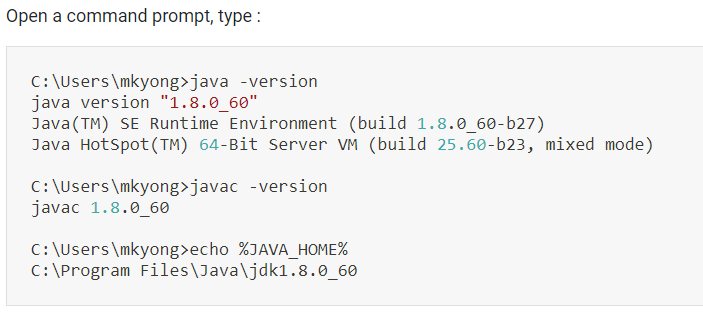 Open a command prompt, type :
C:\Users\mkyong>java -version
java version "1.8.0_60"
Java(TM) SE Runtime Environment (build 1.8.0_60-b27)
Java HotSpot(TM) 64-Bit Server VM (build 25.60-b23, mixed mode)
C:\Users\mkyong>javac -version
javac 1.8.0_60
C:\Users\mkyong>echo %JAVA_HOME%
C:\Program Files\Java\jdk1.8.0_60